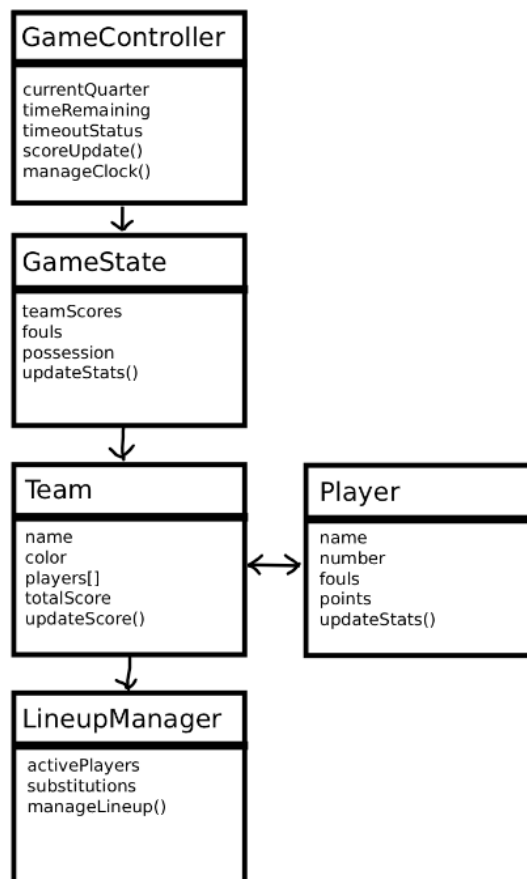 GameController
currentQuarter
timeRemaining
timeoutStatus
scoreUpdate()
manageClock()
GameState
teamScores
fouls
possession
updateStats()
Team
name
color
players[]
totalScore
updateScore()
Player
name
number
fouls
points
updateStats()
LineupManager
activePlayers
substitutions
manageLineup()